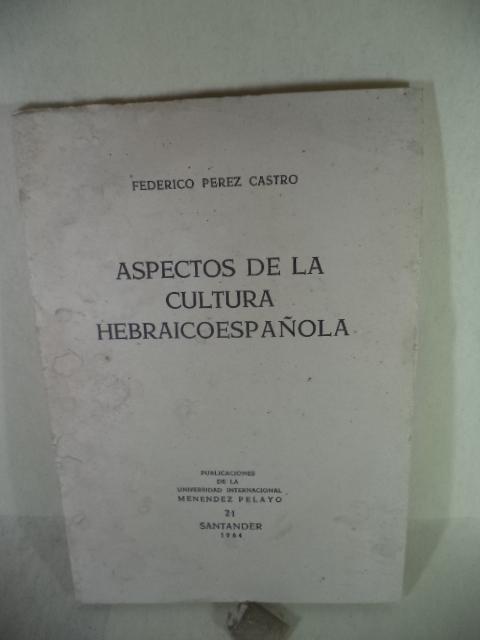 FEDERICO PEREZ CASTRO
ASPECTOS DE LA
CULTURA
HEBRAICOESPAÑOLA
PUBLICACIONES
DE LA
UNIVERSIDAD INTERNACIONAL
MENENDEZ PELAYO
21
SANTANDER
1964